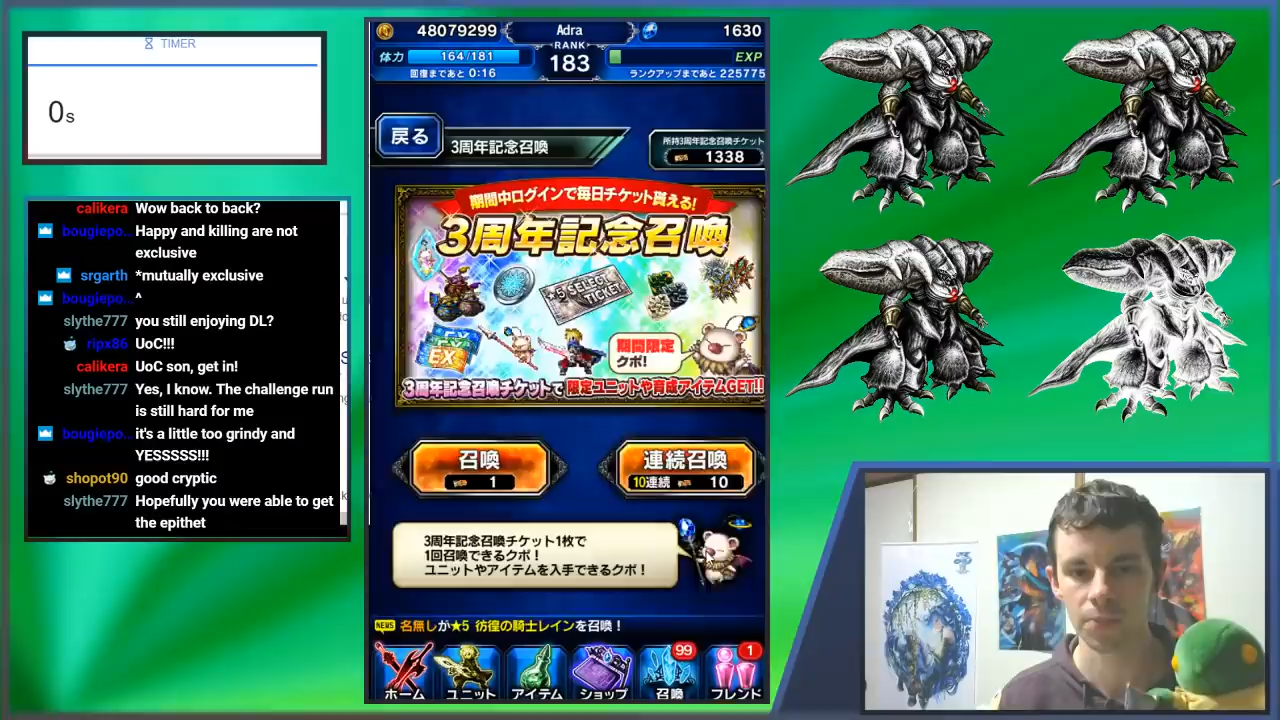 TIMER
0s
calikera Wow back to back?
bougiepo... Happy and killing are not
exclusive
srgarth *mutually exclusive
bougiepo... ^
slythe777 you still enjoying DL?
ripx86 UoC!!!
calikera UoC son, get in!
slythe777 Yes, I know. The challenge run
is still hard for me
bougiepo... it's a little too grindy and
YESSSSS!!!
shopot90 good cryptic
slythe777 Hopefully you were able to get
the epithet
48079299
Adra
1630
体力 164/181
RANK
183
EXP
回復まであと 0:16
ランクアップまであと 225775
戻る
3周年記念召喚
所持3周年記念召喚チケット
1338
期間中ログインで毎日チケット貰える!
3周年記念召喚
★5 SELECT
TICKET
EX
期間限定
クポ!
3周年記念召喚チケットで限定ユニットや育成アイテムGET!!
召喚
1
連続召喚
10連続 10
3周年記念召喚チケット1枚で
1回召喚できるクポ!
ユニットやアイテムを入手できるクポ!
NEWS 名無しが★5 彷徨の騎士レインを召喚!
99
1
ホーム
ユニット
アイテム
ショップ
召喚
フレンド